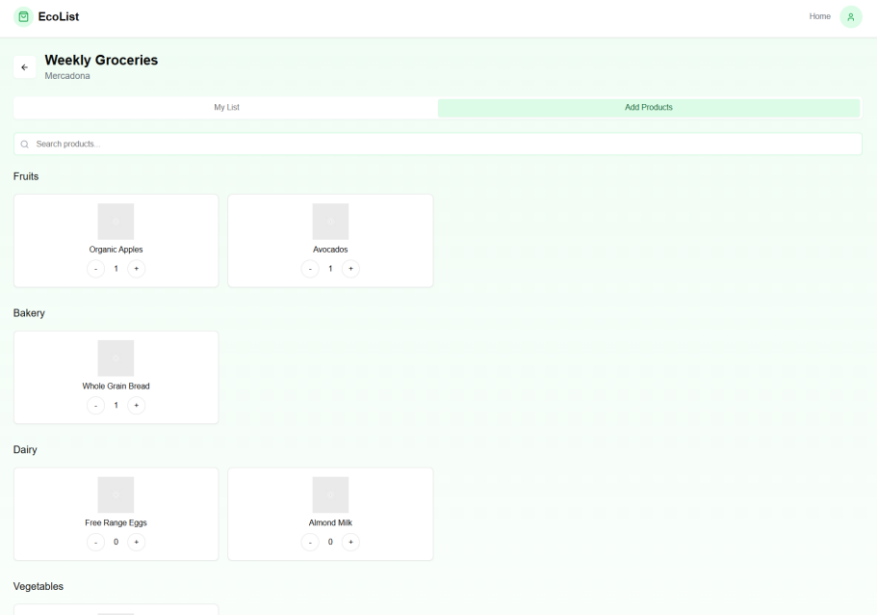 EcoList
Home
Weekly Groceries
Mercadona
My List
Add Products
Search products...
Fruits
Organic Apples
Avocados
- 1 +
- 1 +
Bakery
Whole Grain Bread
- 1 +
Dairy
Free Range Eggs
Almond Milk
- 0 +
- 0 +
Vegetables